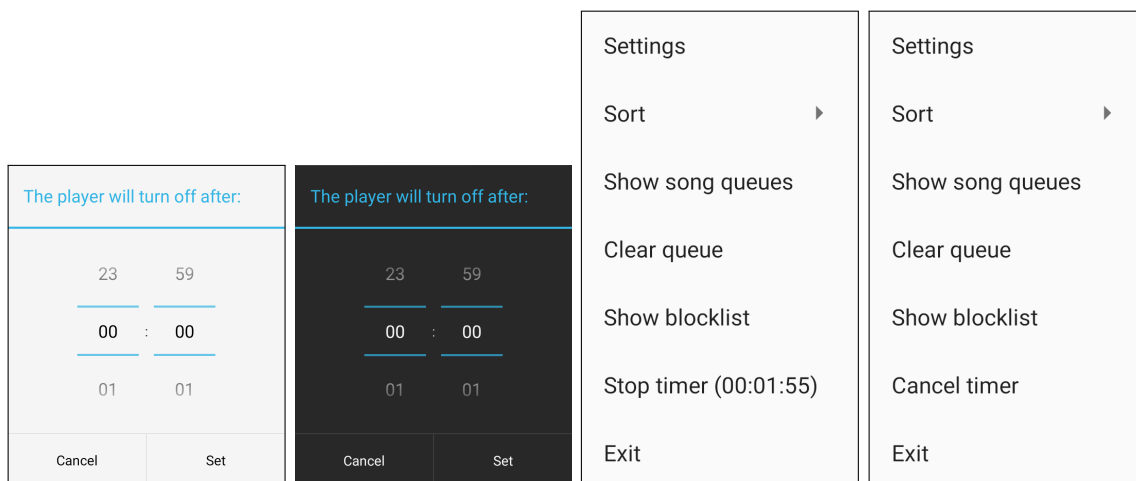 The player will turn off after:
23 59
00 : 00
01 01
Cancel Set
The player will turn off after:
23 59
00 : 00
01 01
Cancel Set
Settings
Sort
Show song queues
Clear queue
Show blocklist
Stop timer (00:01:55)
Exit
Settings
Sort
Show song queues
Clear queue
Show blocklist
Cancel timer
Exit